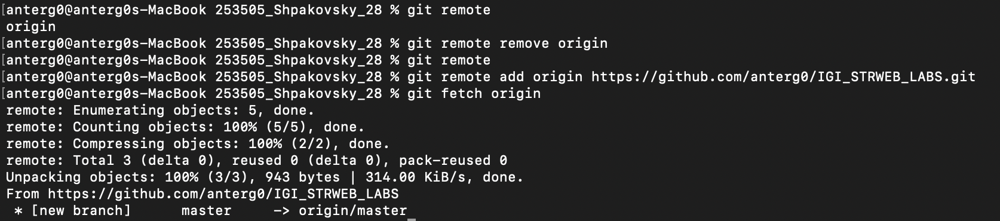 [anterg0@anterg0s-MacBook 253505_Shpakovsky_28 % git remote
origin
[anterg0@anterg0s-MacBook 253505_Shpakovsky_28 % git remote remove origin
[anterg0@anterg0s-MacBook 253505_Shpakovsky_28 % git remote
[anterg0@anterg0s-MacBook 253505_Shpakovsky_28 % git remote add origin https://github.com/anterg0/IGI_STRWEB_LABS.git
[anterg0@anterg0s-MacBook 253505_Shpakovsky_28 % git fetch origin
remote: Enumerating objects: 5, done.
remote: Counting objects: 100% (5/5), done.
remote: Compressing objects: 100% (2/2), done.
remote: Total 3 (delta 0), reused 0 (delta 0), pack-reused 0
Unpacking objects: 100% (3/3), 943 bytes | 314.00 KiB/s, done.
From https://github.com/anterg0/IGI_STRWEB_LABS
 * [new branch]      master     -> origin/master